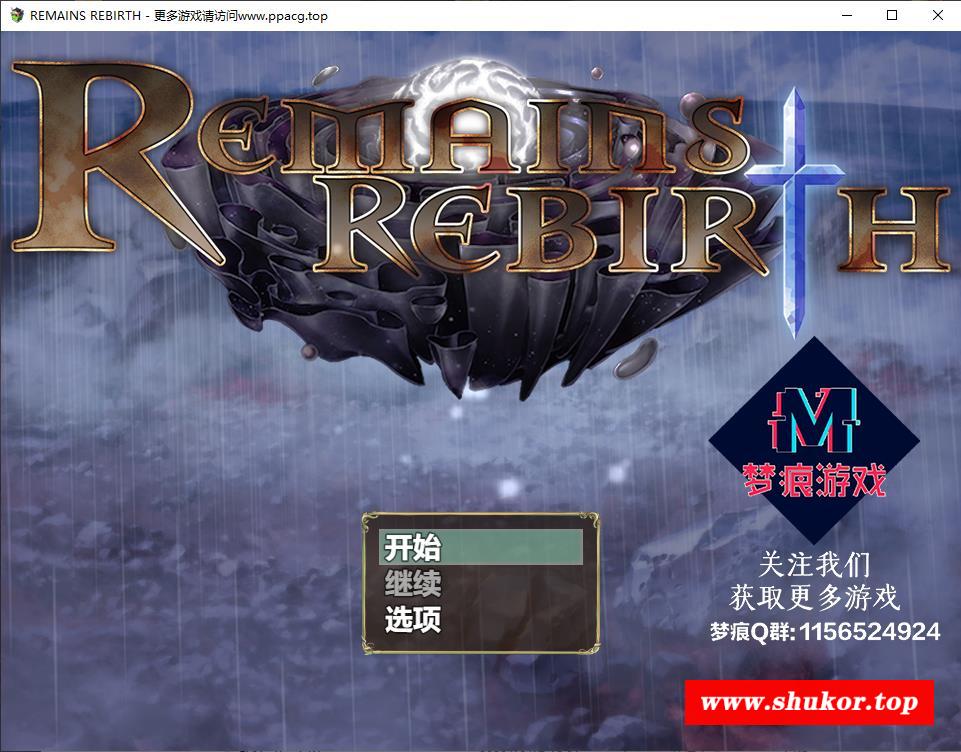 REMAINS REBIRTH - 更多游戏请访问www.ppacg.top
REMAINS
REBIRTH
M
梦痕游戏
开始
继续
选项
关注我们
获取更多游戏
梦痕Q群:1156524924
www.shukor.top